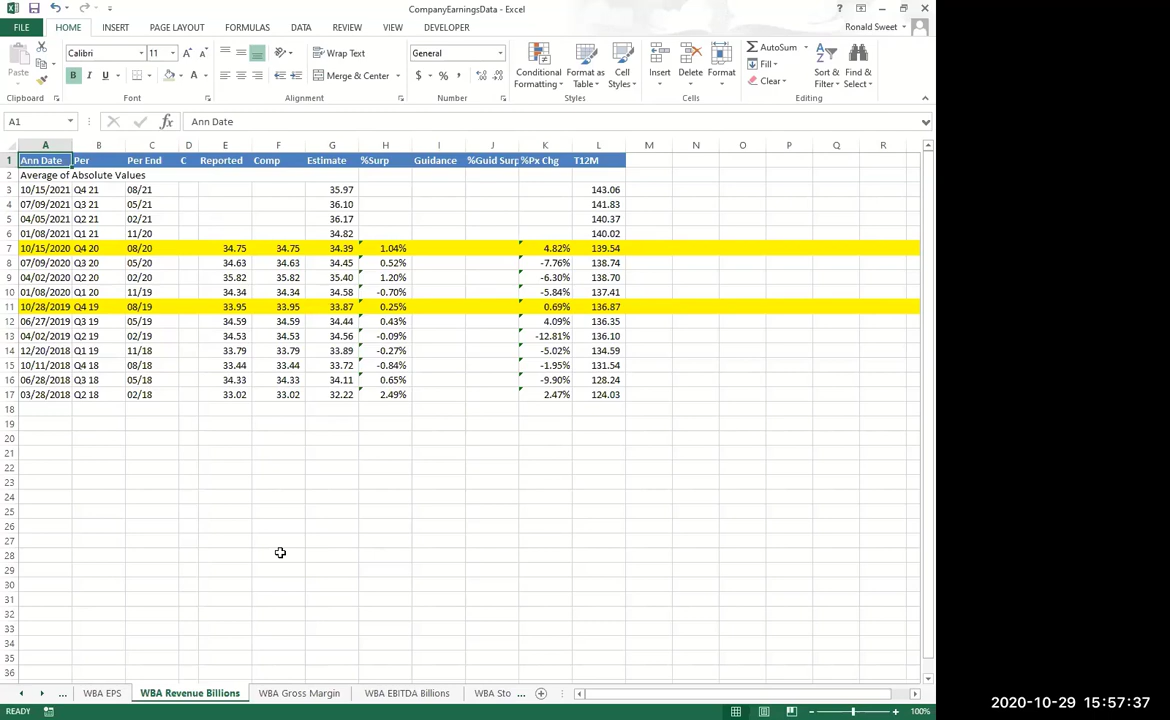 CompanyEarningsData - Excel
FILE HOME INSERT PAGE LAYOUT FORMULAS DATA REVIEW VIEW DEVELOPER Ronald Sweet
Calibri 11 Wrap Text General AutoSum
Paste B I U Merge & Center $ % , Conditional Formatting Format as Table Cell Styles Insert Delete Format Fill Clear Sort & Filter Find & Select
Clipboard Font Alignment Number Styles Cells Editing
A1 fx Ann Date
A B C D E F G H I J K L M N O P Q R
1 Ann Date Per Per End C Reported Comp Estimate %Surp Guidance %Guid Surp %Px Chg T12M
2 Average of Absolute Values
3 10/15/2021 Q4 21 08/21 35.97 143.06
4 07/09/2021 Q3 21 05/21 36.10 141.83
5 04/05/2021 Q2 21 02/21 36.17 140.37
6 01/08/2021 Q1 21 11/20 34.82 140.02
7 10/15/2020 Q4 20 08/20 34.75 34.75 34.39 1.04% 4.82% 139.54
8 07/09/2020 Q3 20 05/20 34.63 34.63 34.45 0.52% -7.76% 138.74
9 04/02/2020 Q2 20 02/20 35.82 35.82 35.40 1.20% -6.30% 138.70
10 01/08/2020 Q1 20 11/19 34.34 34.34 34.58 -0.70% -5.84% 137.41
11 10/28/2019 Q4 19 08/19 33.95 33.95 33.87 0.25% 0.69% 136.87
12 06/27/2019 Q3 19 05/19 34.59 34.59 34.44 0.43% 4.09% 136.35
13 04/02/2019 Q2 19 02/19 34.53 34.53 34.56 -0.09% -12.81% 136.10
14 12/20/2018 Q1 19 11/18 33.79 33.79 33.89 -0.27% -5.02% 134.59
15 10/11/2018 Q4 18 08/18 33.44 33.44 33.72 -0.84% -1.95% 131.54
16 06/28/2018 Q3 18 05/18 34.33 34.33 34.11 0.65% -9.90% 128.24
17 03/28/2018 Q2 18 02/18 33.02 33.02 32.22 2.49% 2.47% 124.03
18
19
20
21
22
23
24
25
26
27
28
29
30
31
32
33
34
35
36
... WBA EPS WBA Revenue Billions WBA Gross Margin WBA EBITDA Billions WBA Sto ...
READY 100%
2020-10-29 15:57:37